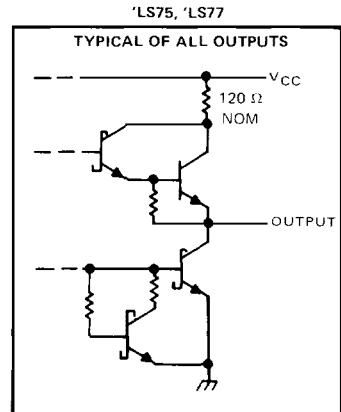 'LS75, 'LS77
TYPICAL OF ALL OUTPUTS
VCC
120 Ω
NOM
OUTPUT